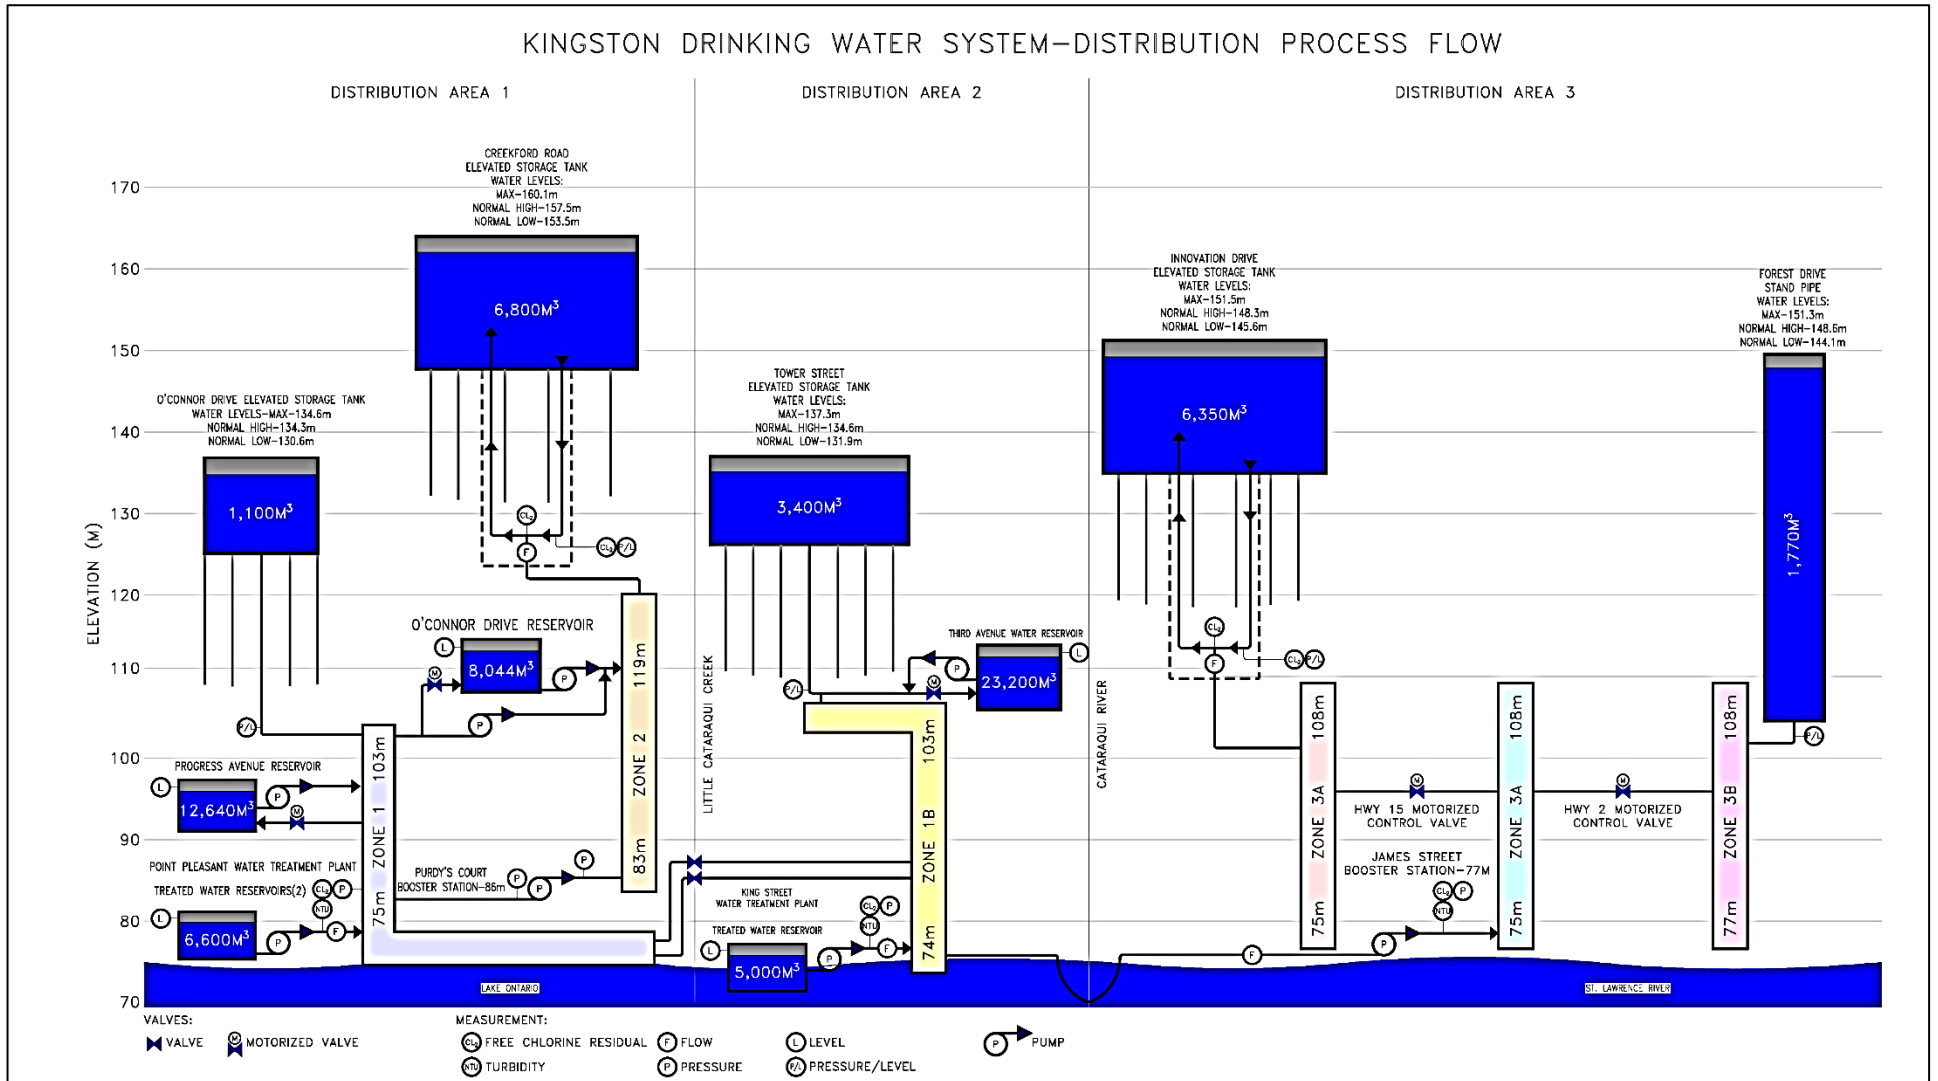 KINGSTON DRINKING WATER SYSTEM-DISTRIBUTION PROCESS FLOW
DISTRIBUTION AREA 1
DISTRIBUTION AREA 2
DISTRIBUTION AREA 3
ELEVATION (M)
170
160
150
140
130
120
110
100
90
80
70
CREEKFORD ROAD
ELEVATED STORAGE TANK
WATER LEVELS:
MAX-160.1m
NORMAL HIGH-157.5m
NORMAL LOW-153.5m
6,800M³
O'CONNOR DRIVE ELEVATED STORAGE TANK
WATER LEVELS-MAX-134.6m
NORMAL HIGH-134.3m
NORMAL LOW-130.6m
1,100M³
CL₂
F
CL₂
P/L
O'CONNOR DRIVE RESERVOIR
L
M
8,044M³
P
P
P/L
PROGRESS AVENUE RESERVOIR
L
12,640M³
P
M
POINT PLEASANT WATER TREATMENT PLANT
TREATED WATER RESERVOIRS(2)
CL₂
P
NTU
L
6,600M³
P
F
75m ZONE 1 103m
PURDY'S COURT
BOOSTER STATION-86m
P
P
P
83m ZONE 2 119m
LITTLE CATARAQUI CREEK
TOWER STREET
ELEVATED STORAGE TANK
WATER LEVELS:
MAX-137.3m
NORMAL HIGH-134.6m
NORMAL LOW-131.9m
3,400M³
THIRD AVENUE WATER RESERVOIR
L
P
M
23,200M³
P/L
74m ZONE 1B 103m
KING STREET
WATER TREATMENT PLANT
CL₂
P
NTU
TREATED WATER RESERVOIR
L
5,000M³
P
F
CATARAQUI RIVER
INNOVATION DRIVE
ELEVATED STORAGE TANK
WATER LEVELS:
MAX-151.5m
NORMAL HIGH-148.3m
NORMAL LOW-145.6m
6,350M³
CL₂
F
CL₂
P/L
FOREST DRIVE
STAND PIPE
WATER LEVELS:
MAX-151.3m
NORMAL HIGH-148.6m
NORMAL LOW-144.1m
1,770M³
P/L
75m ZONE 3A 108m
M
HWY 15 MOTORIZED
CONTROL VALVE
75m ZONE 3A 108m
M
HWY 2 MOTORIZED
CONTROL VALVE
77m ZONE 3B 108m
JAMES STREET
BOOSTER STATION-77M
CL₂
P
NTU
P
F
LAKE ONTARIO
ST. LAWRENCE RIVER
VALVES:
VALVE
M
MOTORIZED VALVE
MEASUREMENT:
CL₂ FREE CHLORINE RESIDUAL
F FLOW
L LEVEL
P PUMP
NTU TURBIDITY
P PRESSURE
P/L PRESSURE/LEVEL